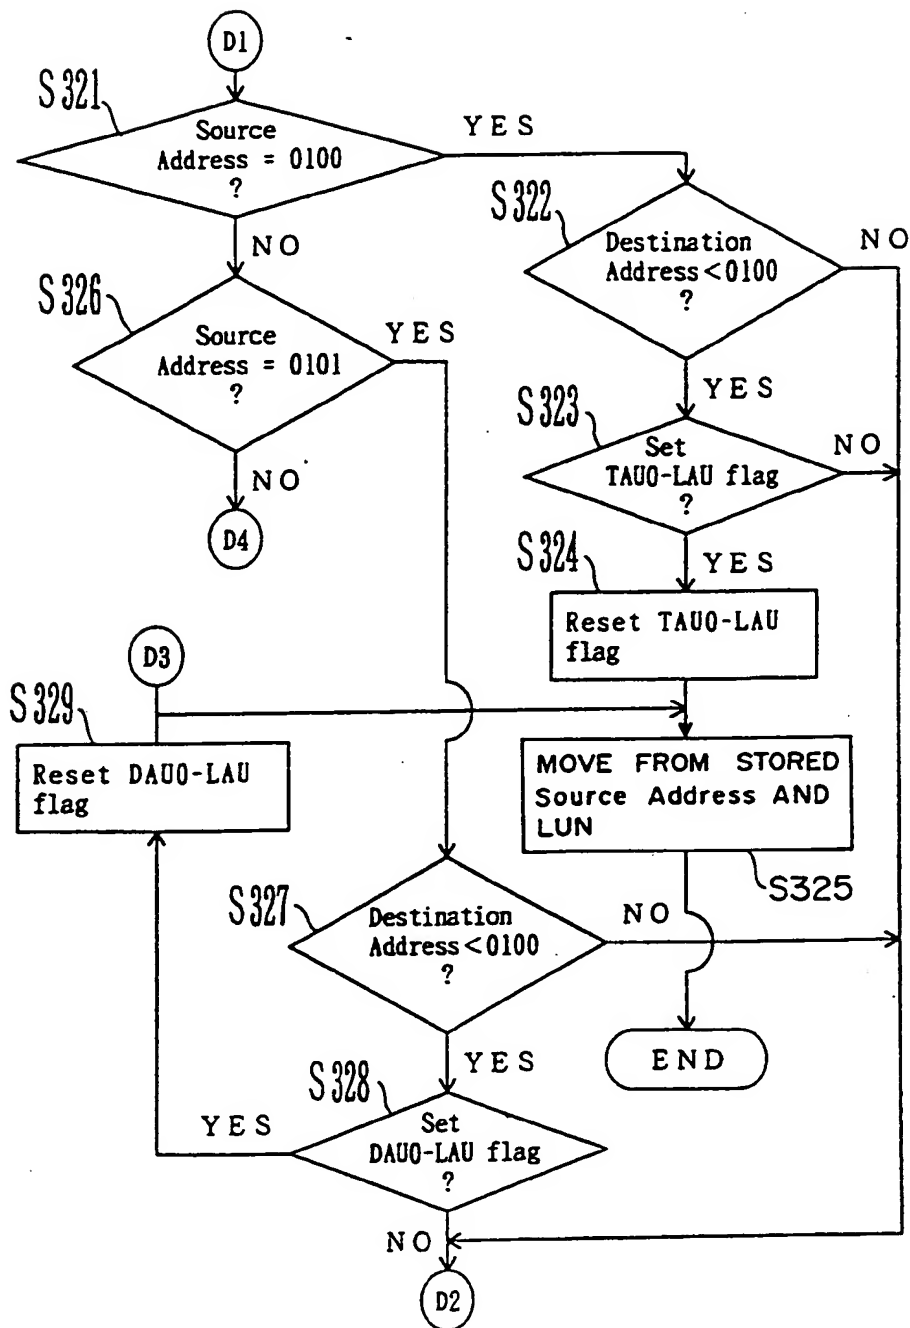 D1
S321
Source
Address = 0100
?
YES
NO
S322
Destination
Address<0100
?
NO
YES
S326
Source
Address = 0101
?
YES
NO
D4
S323
Set
TAU0-LAU flag
?
NO
YES
S324
Reset TAU0-LAU
flag
D3
S329
Reset DAU0-LAU
flag
MOVE FROM STORED
Source Address AND
LUN
S325
S327
Destination
Address<0100
?
NO
YES
END
S328
Set
DAU0-LAU flag
?
YES
NO
D2